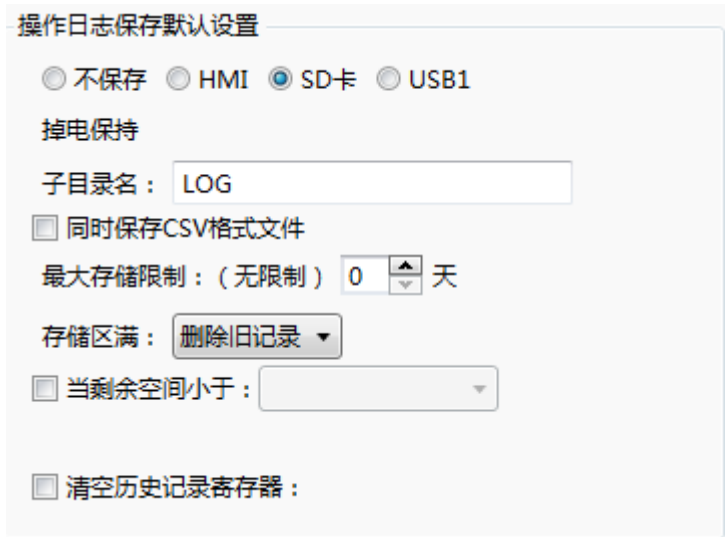 操作日志保存默认设置
不保存 HMI SD卡 USB1
掉电保持
子目录名： LOG
同时保存CSV格式文件
最大存储限制：（无限制） 0 天
存储区满： 删除旧记录
当剩余空间小于：
清空历史记录寄存器：